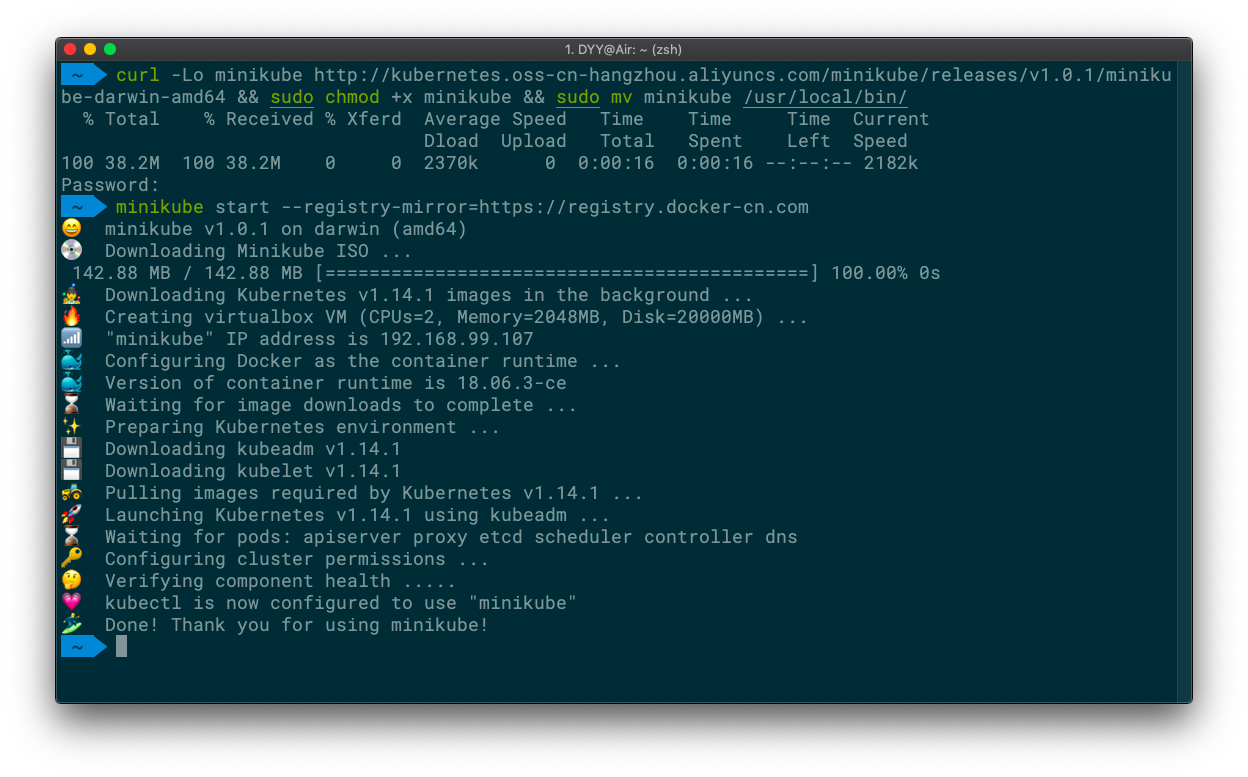 1. DYY@Air: ~ (zsh)
~ curl -Lo minikube http://kubernetes.oss-cn-hangzhou.aliyuncs.com/minikube/releases/v1.0.1/miniku
be-darwin-amd64 && sudo chmod +x minikube && sudo mv minikube /usr/local/bin/
% Total % Received % Xferd Average Speed Time Time Time Current
Dload Upload Total Spent Left Speed
100 38.2M 100 38.2M 0 0 2370k 0 0:00:16 0:00:16 --:--:-- 2182k
Password:
~ minikube start --registry-mirror=https://registry.docker-cn.com
😄 minikube v1.0.1 on darwin (amd64)
💿 Downloading Minikube ISO ...
142.88 MB / 142.88 MB [============================================] 100.00% 0s
🤹 Downloading Kubernetes v1.14.1 images in the background ...
🔥 Creating virtualbox VM (CPUs=2, Memory=2048MB, Disk=20000MB) ...
📶 "minikube" IP address is 192.168.99.107
🐳 Configuring Docker as the container runtime ...
🐳 Version of container runtime is 18.06.3-ce
⌛ Waiting for image downloads to complete ...
✨ Preparing Kubernetes environment ...
💾 Downloading kubeadm v1.14.1
💾 Downloading kubelet v1.14.1
🚜 Pulling images required by Kubernetes v1.14.1 ...
🚀 Launching Kubernetes v1.14.1 using kubeadm ...
⌛ Waiting for pods: apiserver proxy etcd scheduler controller dns
🔑 Configuring cluster permissions ...
🤔 Verifying component health .....
💗 kubectl is now configured to use "minikube"
🏄 Done! Thank you for using minikube!
~